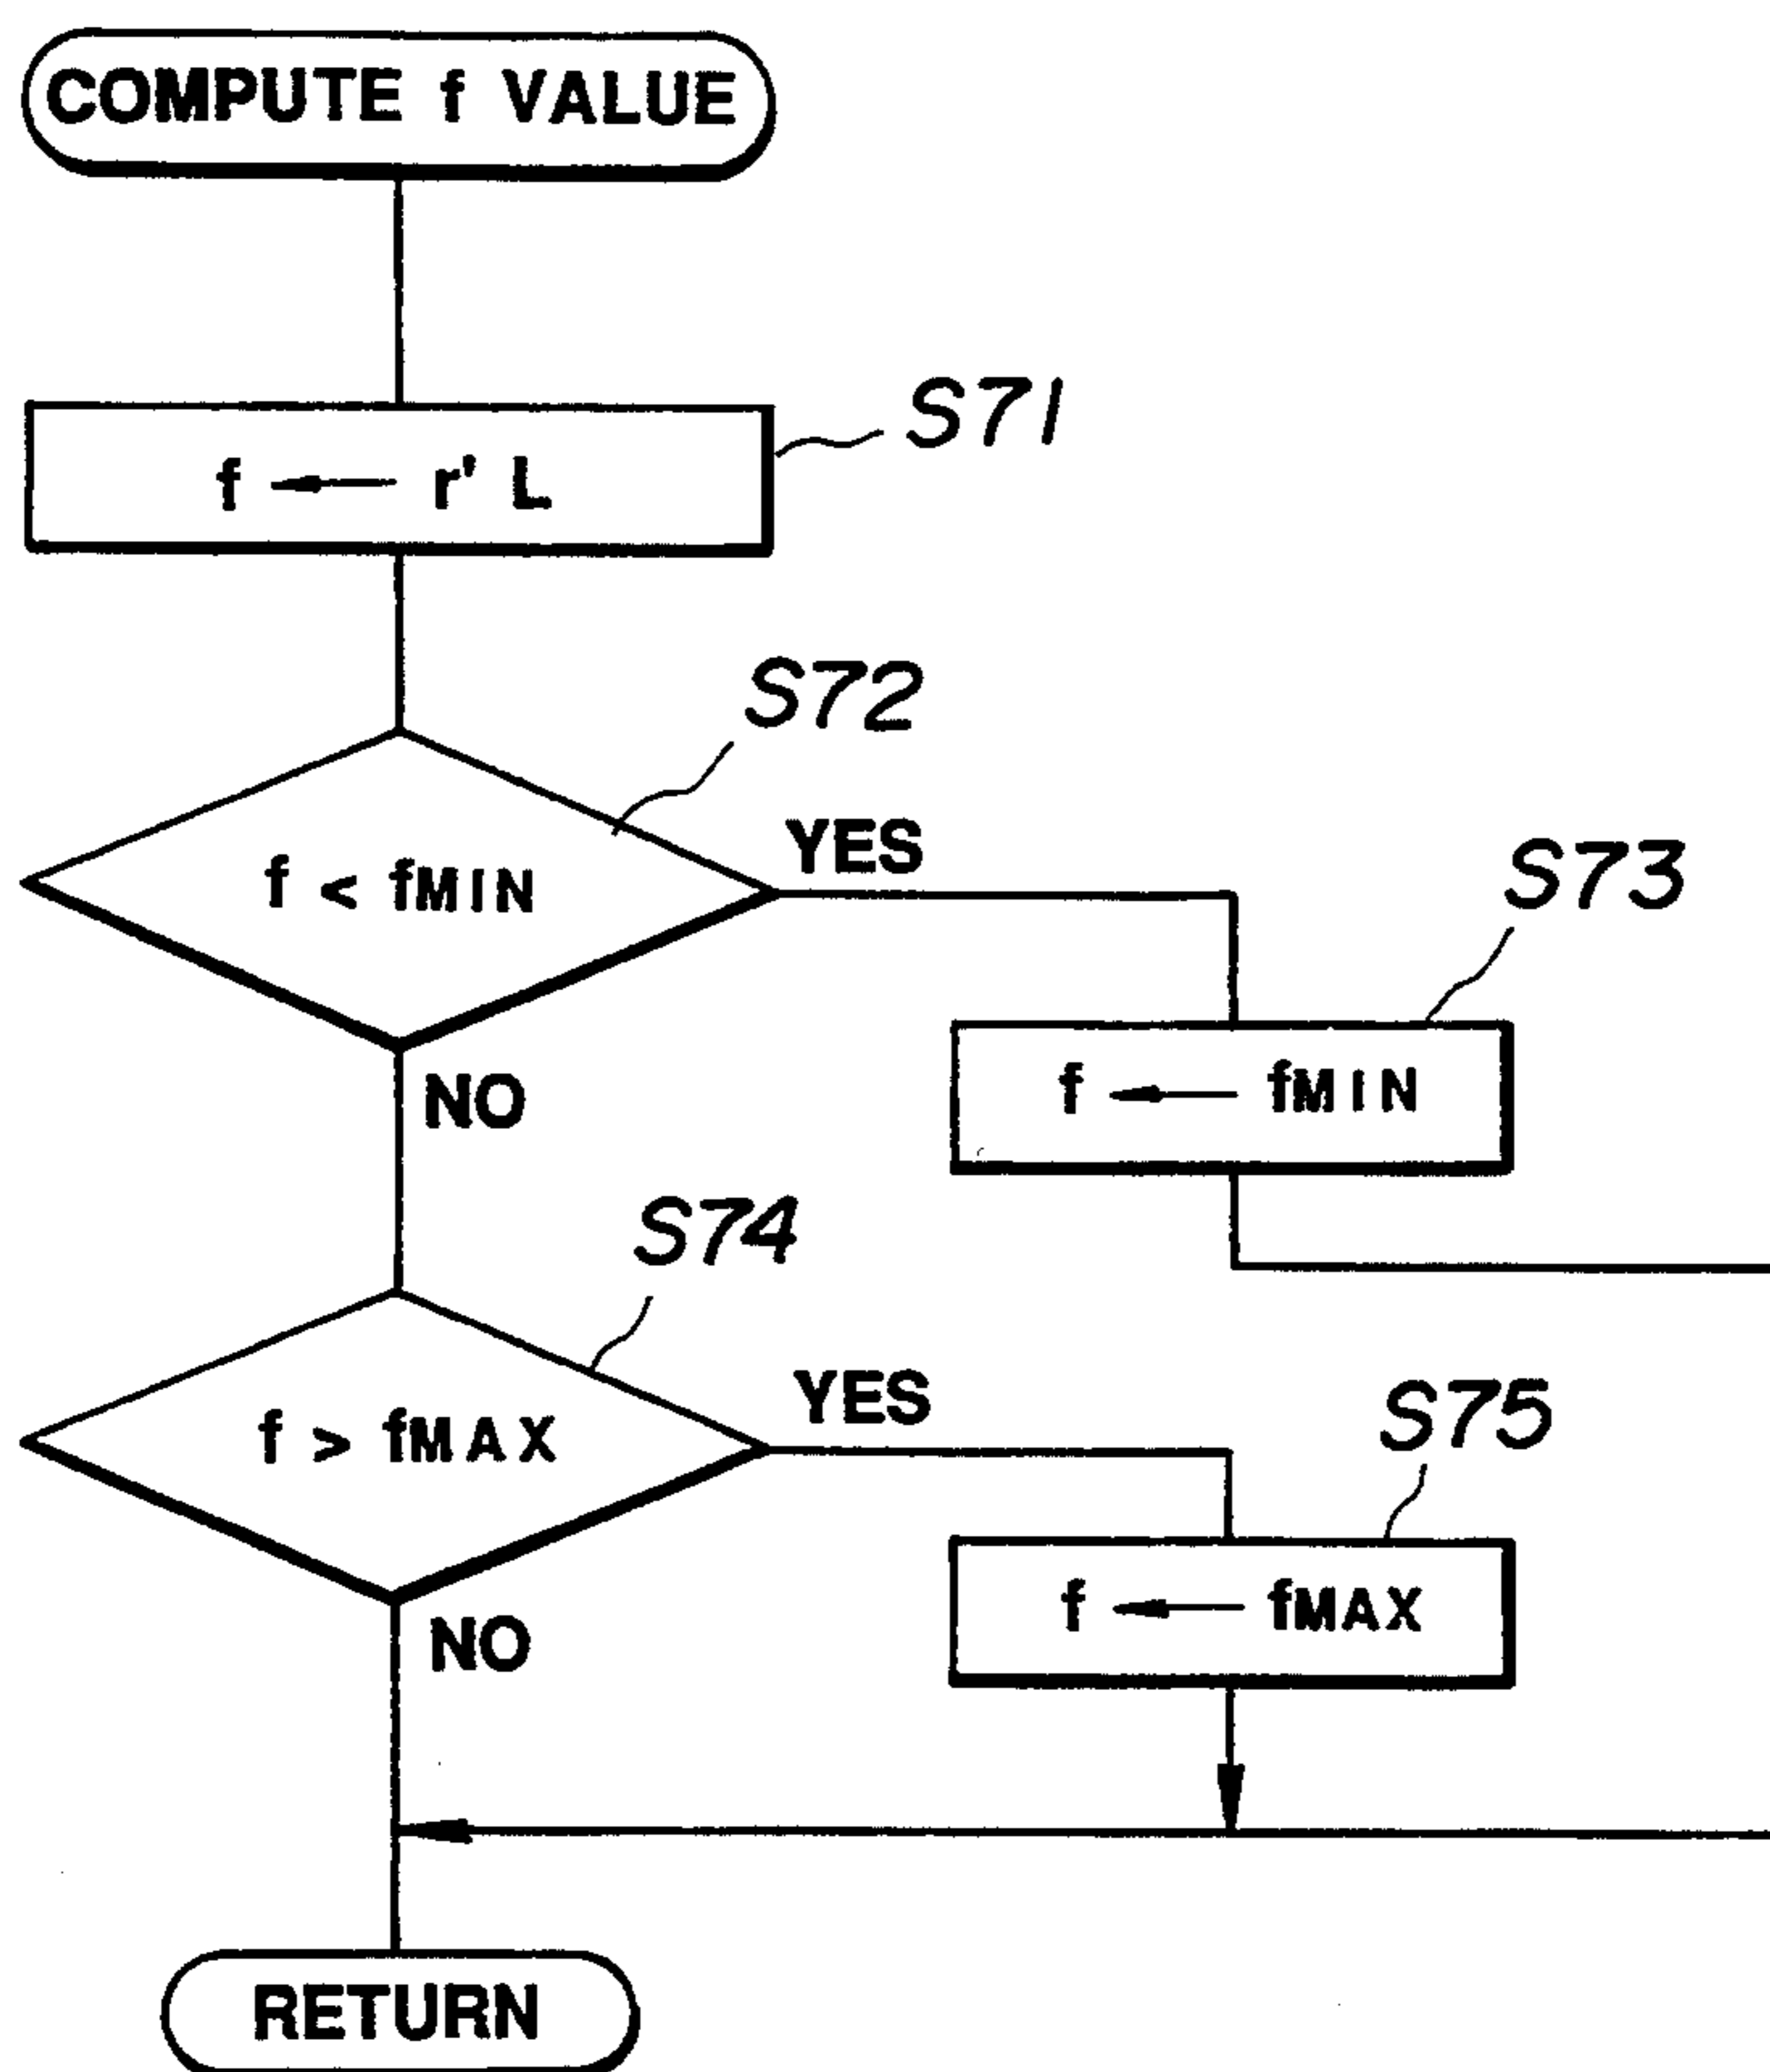 COMPUTE f VALUE
S71
f ← r' L
S72
f < fMIN
YES
S73
f ← fMIN
NO
S74
f > fMAX
YES
S75
f ← fMAX
NO
RETURN